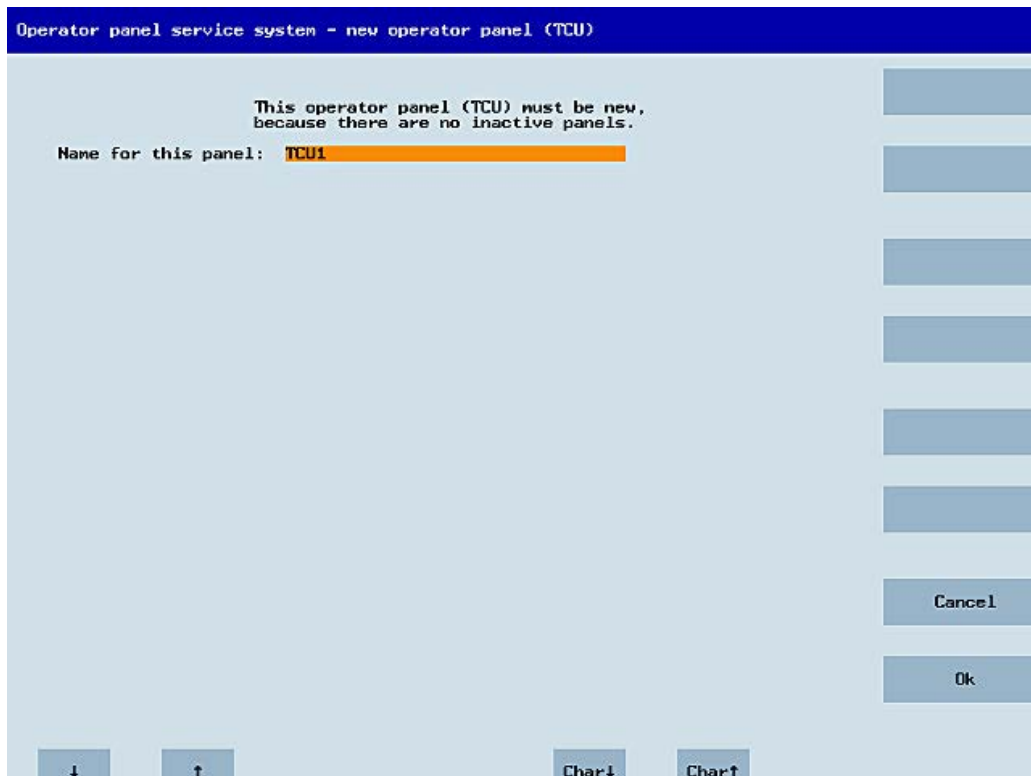 Operator panel service system - new operator panel (TCU)
This operator panel (TCU) must be new,
because there are no inactive panels.
Name for this panel: TCU1
Cancel
Ok
↓ ↑ Char↓ Char↑